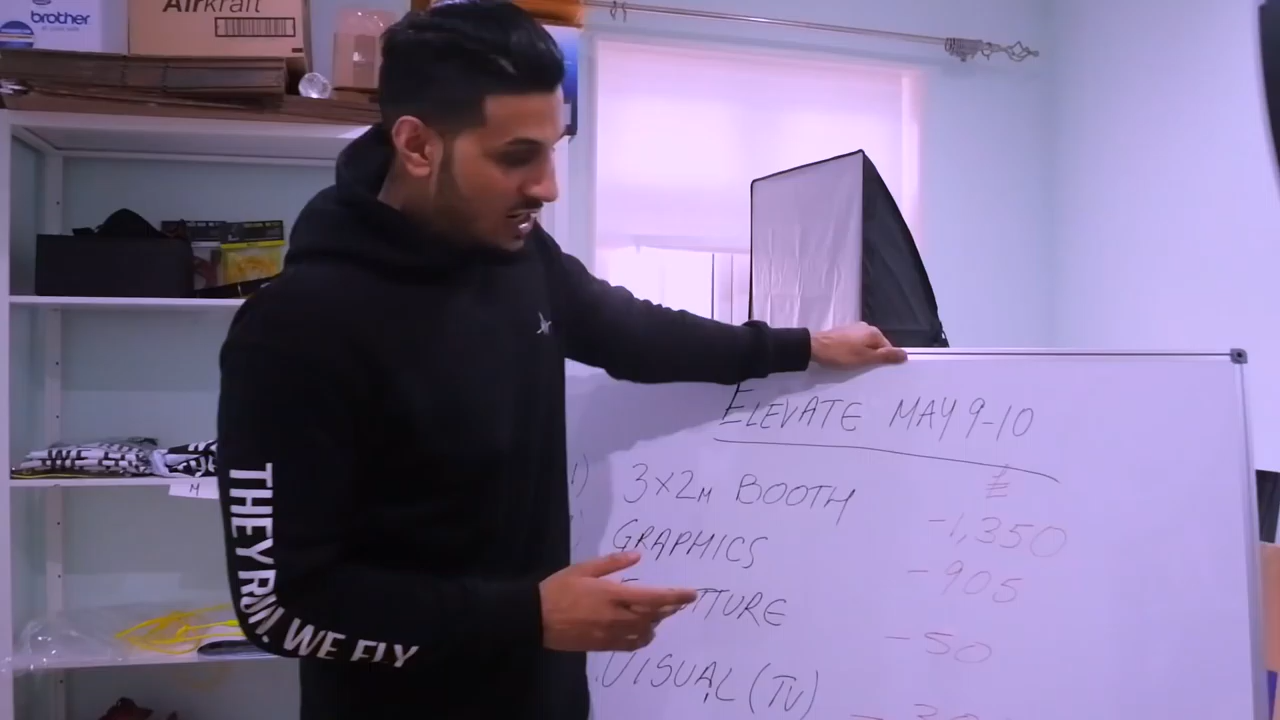 brother
Airkraft
ELEVATE MAY 9-10
£
1) 3x2M BOOTH -1,350
GRAPHICS -905
-50
VISUAL (TV)
THEY RUN. WE FLY
M